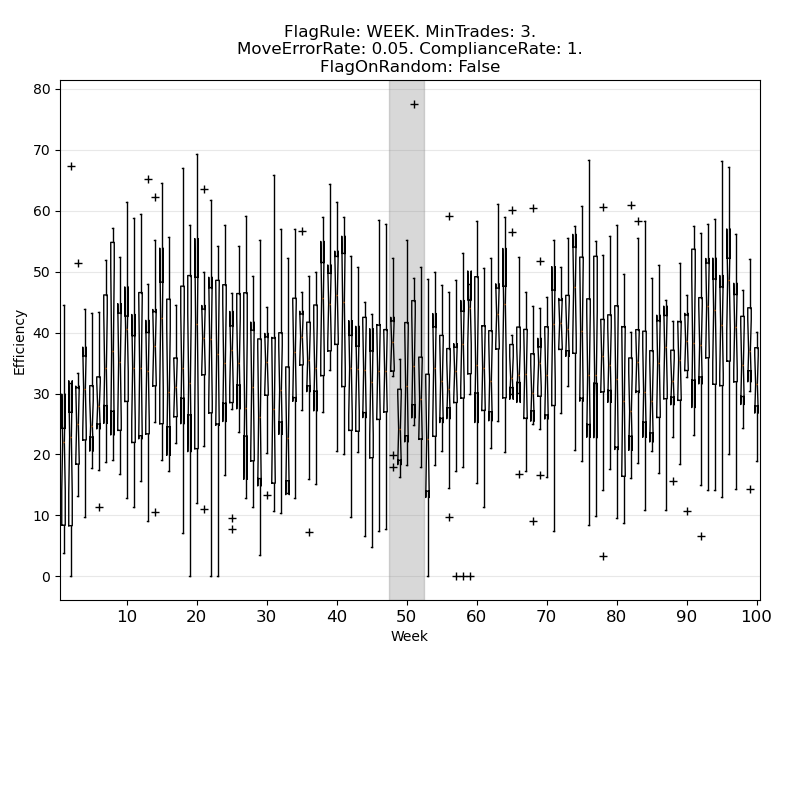 FlagRule: WEEK. MinTrades: 3.
MoveErrorRate: 0.05. ComplianceRate: 1.
FlagOnRandom: False
80
70
60
50
40
30
20
10
0
Efficiency
10 20 30 40 50 60 70 80 90 100
Week